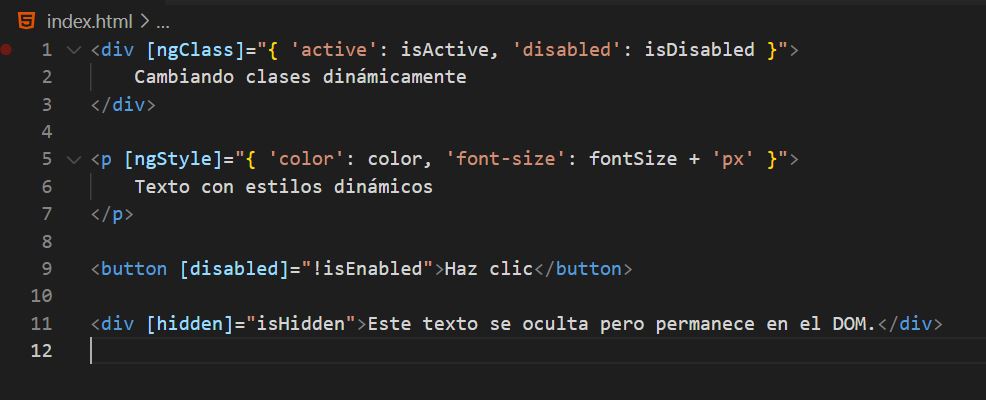 index.html > ...
1 <div [ngClass]="{ 'active': isActive, 'disabled': isDisabled }">
2 Cambiando clases dinámicamente
3 </div>
4
5 <p [ngStyle]="{ 'color': color, 'font-size': fontSize + 'px' }">
6 Texto con estilos dinámicos
7 </p>
8
9 <button [disabled]="!isEnabled">Haz clic</button>
10
11 <div [hidden]="isHidden">Este texto se oculta pero permanece en el DOM.</div>
12